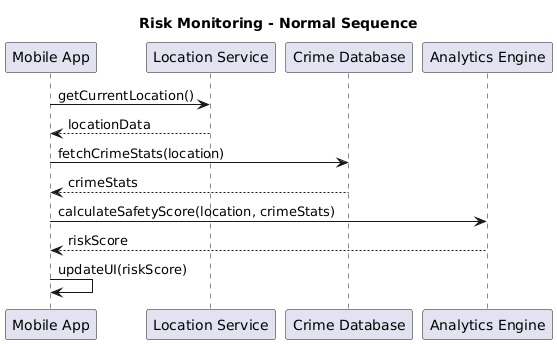 Risk Monitoring - Normal Sequence
Mobile App Location Service Crime Database Analytics Engine
getCurrentLocation()
locationData
fetchCrimeStats(location)
crimeStats
calculateSafetyScore(location, crimeStats)
riskScore
updateUI(riskScore)
Mobile App Location Service Crime Database Analytics Engine